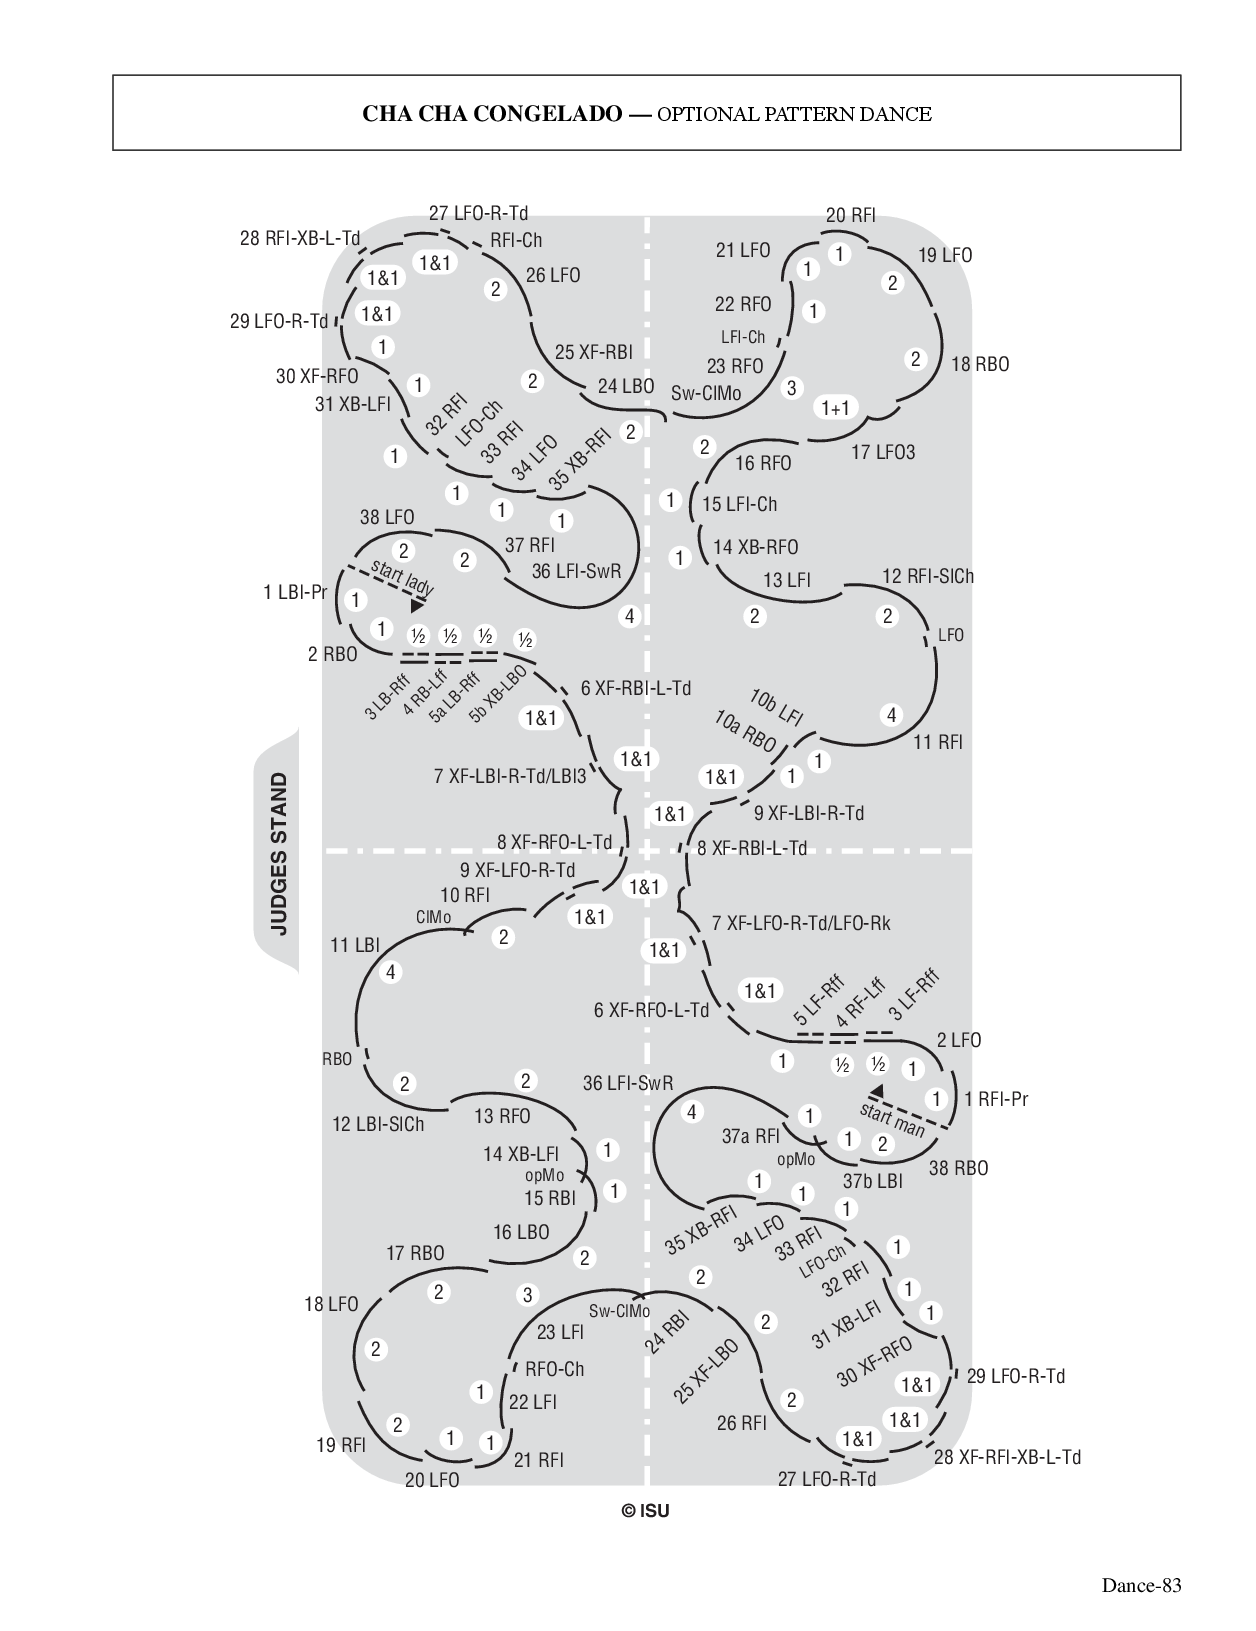 CHA CHA CONGELADO — OPTIONAL PATTERN DANCE
27 LFO-R-Td
28 RFI-XB-L-Td
RFI-Ch
1&1
1&1
26 LFO
2
1&1
29 LFO-R-Td
1
25 XF-RBI
30 XF-RFO
1
2
24 LBO
31 XB-LFI
32 RFI
LFO-Ch
33 RFI
34 LFO
35 XB-RFI
2
1
1
1
1
38 LFO
37 RFI
2
2
36 LFI-SwR
start lady
1 LBI-Pr
1
4
1
½
½
½
½
2 RBO
3 LB-Rff
4 RB-Lff
5a LB-Rff
5b XB-LBO
6 XF-RBI-L-Td
1&1
1&1
7 XF-LBI-R-Td/LBI3
8 XF-RFO-L-Td
9 XF-LFO-R-Td
1&1
10 RFI
1&1
ClMo
2
11 LBI
4
RBO
2
2
12 LBI-SlCh
13 RFO
14 XB-LFI
1
opMo
15 RBI
1
16 LBO
17 RBO
2
2
18 LFO
3
Sw-ClMo
23 LFI
2
RFO-Ch
1
22 LFI
2
1
1
19 RFI
21 RFI
20 LFO
20 RFI
21 LFO
1
19 LFO
1
2
22 RFO
1
LFI-Ch
23 RFO
2
18 RBO
Sw-ClMo
3
1+1
2
16 RFO
17 LFO3
1
15 LFI-Ch
1
14 XB-RFO
13 LFI
12 RFI-SlCh
2
2
LFO
10b LFI
10a RBO
4
11 RFI
1
1&1
1
1&1
9 XF-LBI-R-Td
8 XF-RBI-L-Td
7 XF-LFO-R-Td/LFO-Rk
1&1
1&1
5 LF-Rff
4 RF-Lff
3 LF-Rff
6 XF-RFO-L-Td
2 LFO
1
½
½
1
36 LFI-SwR
1
1 RFI-Pr
start man
4
1
37a RFI
1
2
opMo
38 RBO
37b LBI
1
1
1
35 XB-RFI
34 LFO
33 RFI
LFO-Ch
32 RFI
1
2
1
24 RBI
31 XB-LFI
1
2
25 XF-LBO
30 XF-RFO
29 LFO-R-Td
1&1
2
26 RFI
1&1
1&1
28 XF-RFI-XB-L-Td
27 LFO-R-Td
JUDGES STAND
© ISU
Dance-83